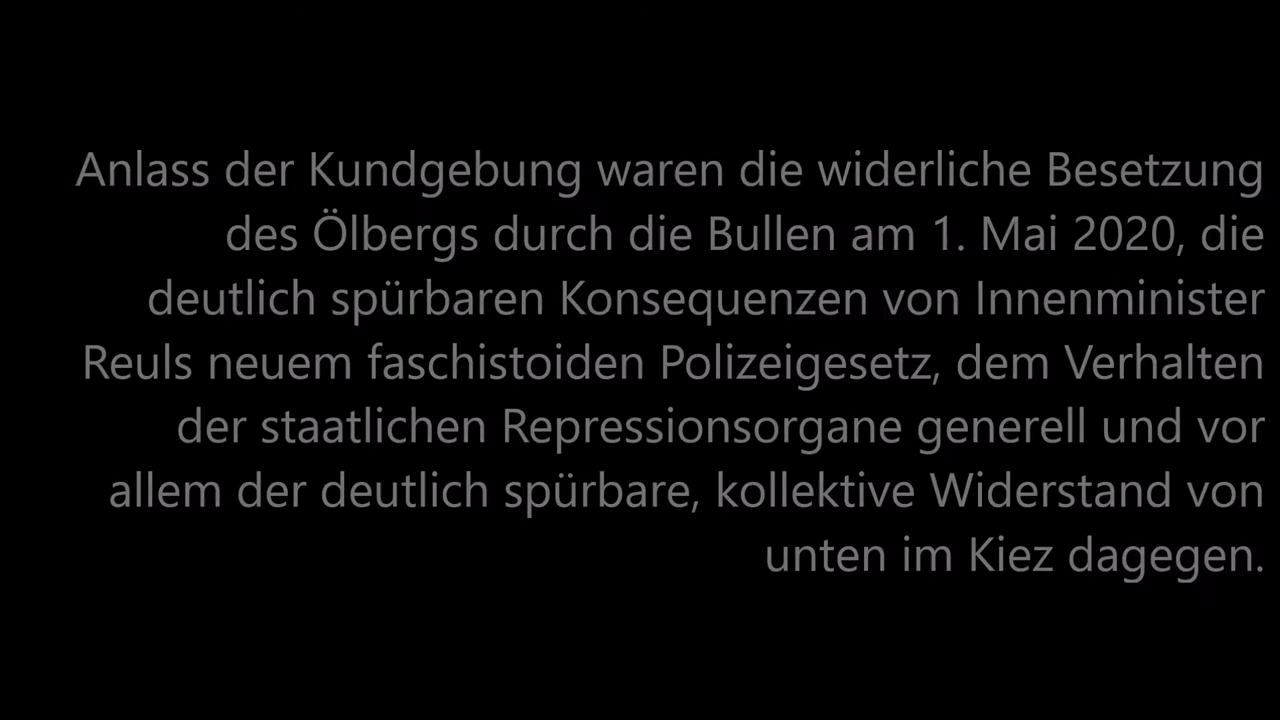 Anlass der Kundgebung waren die widerliche Besetzung
des Ölbergs durch die Bullen am 1. Mai 2020, die
deutlich spürbaren Konsequenzen von Innenminister
Reuls neuem faschistoiden Polizeigesetz, dem Verhalten
der staatlichen Repressionsorgane generell und vor
allem der deutlich spürbare, kollektive Widerstand von
unten im Kiez dagegen.